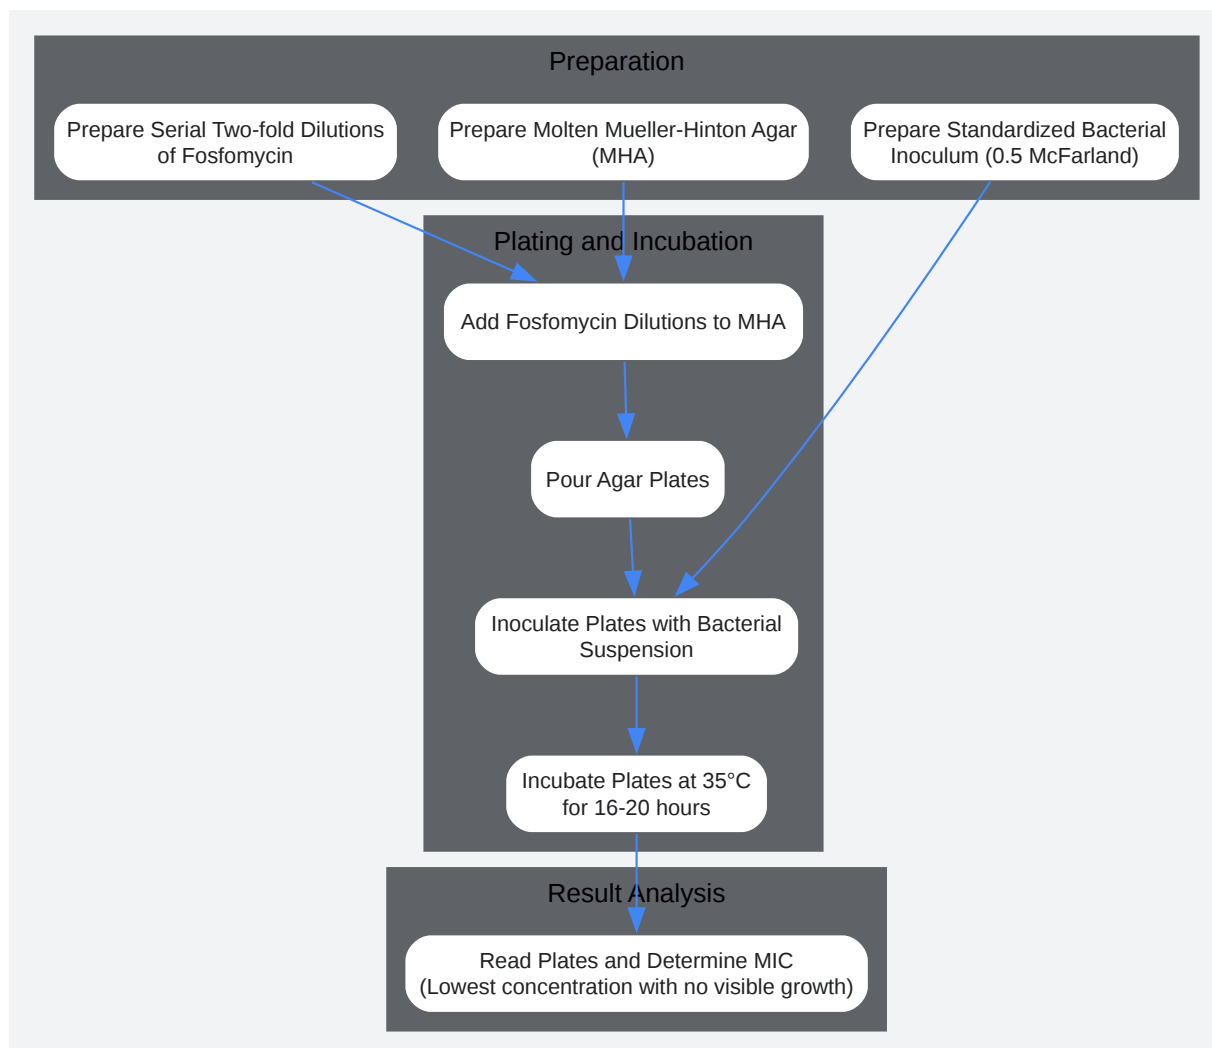 Preparation
Prepare Serial Two-fold Dilutions
of Fosfomycin
Prepare Molten Mueller-Hinton Agar
(MHA)
Prepare Standardized Bacterial
Inoculum (0.5 McFarland)
Plating and Incubation
Add Fosfomycin Dilutions to MHA
Pour Agar Plates
Inoculate Plates with Bacterial
Suspension
Incubate Plates at 35°C
for 16-20 hours
Result Analysis
Read Plates and Determine MIC
(Lowest concentration with no visible growth)